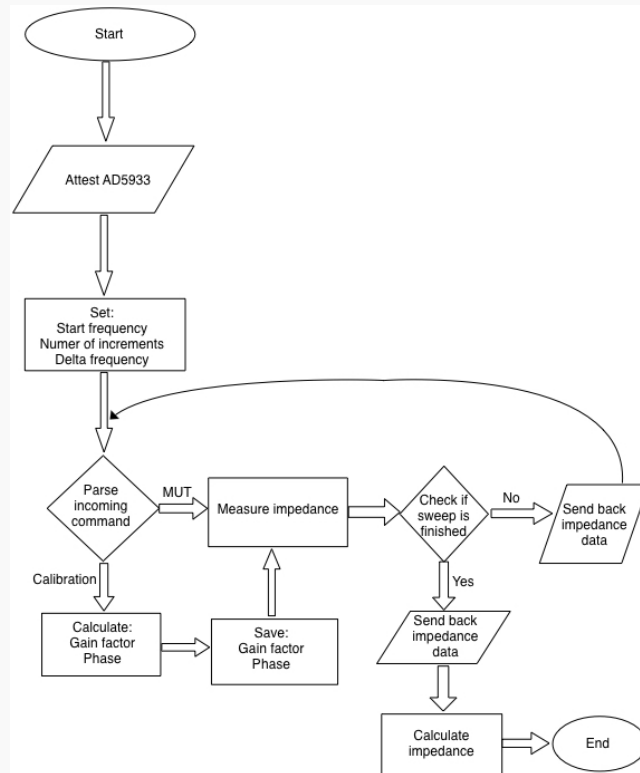 Start
Attest AD5933
Set:
Start frequency
Numer of increments
Delta frequency
Parse
incoming
command
MUT
Measure impedance
Check if
sweep is
finished
No
Send back
impedance
data
Calibration
Yes
Calculate:
Gain factor
Phase
Save:
Gain factor
Phase
Send back
impedance
data
Calculate
impedance
End